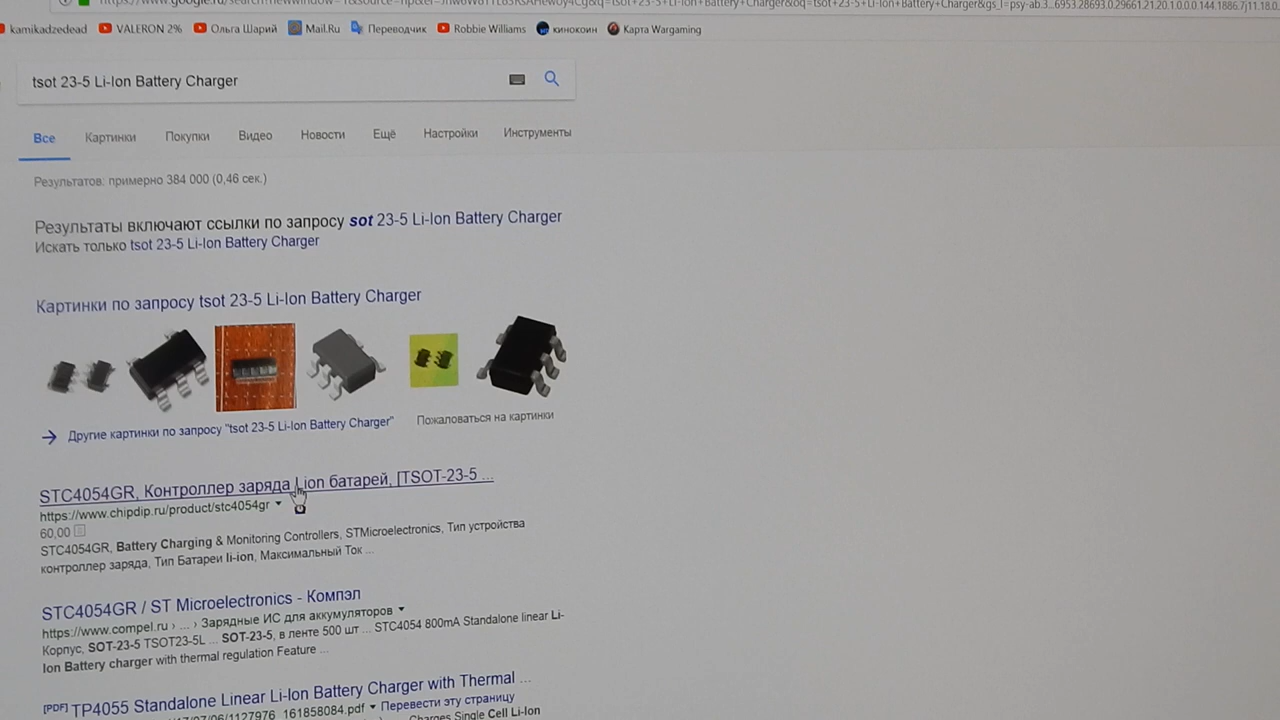 kamikadzedead VALERON 2% Ольга Шарий Mail.Ru Переводчик Robbie Williams кинокоин Карта Wargaming
tsot 23-5 Li-Ion Battery Charger
Все Картинки Покупки Видео Новости Ещё Настройки Инструменты
Результатов: примерно 384 000 (0,46 сек.)
Результаты включают ссылки по запросу sot 23-5 Li-Ion Battery Charger
Искать только tsot 23-5 Li-Ion Battery Charger
Картинки по запросу tsot 23-5 Li-Ion Battery Charger
Другие картинки по запросу "tsot 23-5 Li-Ion Battery Charger" Пожаловаться на картинки
STC4054GR, Контроллер заряда Lion батарей, [TSOT-23-5 ...
https://www.chipdip.ru/product/stc4054gr
60,00
STC4054GR, Battery Charging & Monitoring Controllers, STMicroelectronics, Тип устройства
контроллер заряда, Тип Батареи li-ion, Максимальный Ток ...
STC4054GR / ST Microelectronics - Компэл
https://www.compel.ru › ... › Зарядные ИС для аккумуляторов
Корпус, SOT-23-5 TSOT23-5L ... SOT-23-5, в ленте 500 шт ... STC4054 800mA Standalone linear Li-
Ion Battery charger with thermal regulation Feature ...
[PDF] TP4055 Standalone Linear Li-Ion Battery Charger with Thermal ...
1127976_161858084.pdf Перевести эту страницу
Charges Single Cell Li-Ion